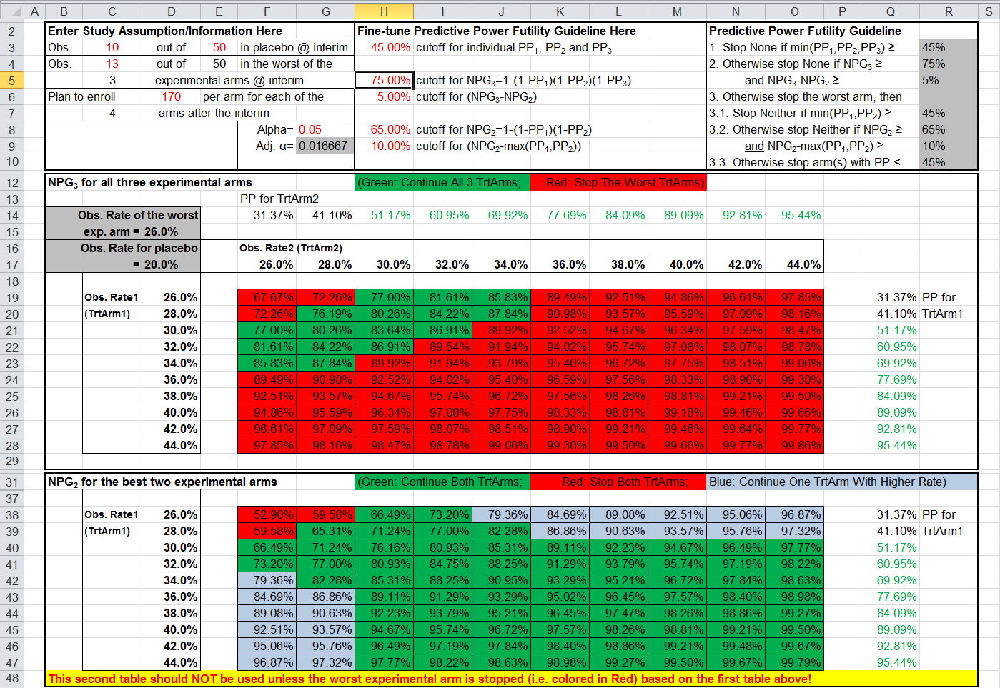 A B C D E F G H I J K L M N O P Q R S
2 Enter Study Assumption/Information Here Fine-tune Predictive Power Futility Guideline Here Predictive Power Futility Guideline
3 Obs. 10 out of 50 in placebo @ interim 45.00% cutoff for individual PP₁, PP₂ and PP₃ 1. Stop None if min(PP₁,PP₂,PP₃) ≥ 45%
4 Obs. 13 out of 50 in the worst of the 2. Otherwise stop None if NPG₃ ≥ 75%
5 3 experimental arms @ interim 75.00% cutoff for NPG₃=1-(1-PP₁)(1-PP₂)(1-PP₃) and NPG₃-NPG₂ ≥ 5%
6 Plan to enroll 170 per arm for each of the 5.00% cutoff for (NPG₃-NPG₂) 3. Otherwise stop the worst arm, then
7 4 arms after the interim 3.1. Stop Neither if min(PP₁,PP₂) ≥ 45%
8 Alpha= 0.05 65.00% cutoff for NPG₂=1-(1-PP₁)(1-PP₂) 3.2. Otherwise stop Neither if NPG₂ ≥ 65%
9 Adj. α= 0.016667 10.00% cutoff for (NPG₂-max(PP₁,PP₂)) and NPG₂-max(PP₁,PP₂) ≥ 10%
10 3.3. Otherwise stop arm(s) with PP < 45%
12 NPG₃ for all three experimental arms (Green: Continue All 3 TrtArms; Red: Stop The Worst TrtArms)
13 PP for TrtArm2
14 Obs. Rate of the worst 31.37% 41.10% 51.17% 60.95% 69.92% 77.69% 84.09% 89.09% 92.81% 95.44%
15 exp. arm = 26.0%
16 Obs. Rate for placebo Obs. Rate2 (TrtArm2)
17 = 20.0% 26.0% 28.0% 30.0% 32.0% 34.0% 36.0% 38.0% 40.0% 42.0% 44.0%
18
19 Obs. Rate1 26.0% 67.67% 72.26% 77.00% 81.61% 85.83% 89.49% 92.51% 94.86% 96.61% 97.85% 31.37% PP for
20 (TrtArm1) 28.0% 72.26% 76.19% 80.26% 84.22% 87.84% 90.98% 93.57% 95.59% 97.09% 98.16% 41.10% TrtArm1
21 30.0% 77.00% 80.26% 83.64% 86.91% 89.92% 92.52% 94.67% 96.34% 97.59% 98.47% 51.17%
22 32.0% 81.61% 84.22% 86.91% 89.54% 91.94% 94.02% 95.74% 97.08% 98.07% 98.78% 60.95%
23 34.0% 85.83% 87.84% 89.92% 91.94% 93.79% 95.40% 96.72% 97.75% 98.51% 99.06% 69.92%
24 36.0% 89.49% 90.98% 92.52% 94.02% 95.40% 96.59% 97.56% 98.33% 98.90% 99.30% 77.69%
25 38.0% 92.51% 93.57% 94.67% 95.74% 96.72% 97.56% 98.26% 98.81% 99.21% 99.50% 84.09%
26 40.0% 94.86% 95.59% 96.34% 97.08% 97.75% 98.33% 98.81% 99.18% 99.46% 99.66% 89.09%
27 42.0% 96.61% 97.09% 97.59% 98.07% 98.51% 98.90% 99.21% 99.46% 99.64% 99.77% 92.81%
28 44.0% 97.85% 98.16% 98.47% 98.78% 99.06% 99.30% 99.50% 99.66% 99.77% 99.86% 95.44%
29
31 NPG₂ for the best two experimental arms (Green: Continue Both TrtArms; Red: Stop Both TrtArms; Blue: Continue One TrtArm With Higher Rate)
37
38 Obs. Rate1 26.0% 52.90% 59.58% 66.49% 73.20% 79.36% 84.69% 89.08% 92.51% 95.06% 96.87% 31.37% PP for
39 (TrtArm1) 28.0% 59.58% 65.31% 71.24% 77.00% 82.28% 86.86% 90.63% 93.57% 95.76% 97.32% 41.10% TrtArm1
40 30.0% 66.49% 71.24% 76.16% 80.93% 85.31% 89.11% 92.23% 94.67% 96.49% 97.77% 51.17%
41 32.0% 73.20% 77.00% 80.93% 84.75% 88.25% 91.29% 93.79% 95.74% 97.19% 98.22% 60.95%
42 34.0% 79.36% 82.28% 85.31% 88.25% 90.95% 93.29% 95.21% 96.72% 97.84% 98.63% 69.92%
43 36.0% 84.69% 86.86% 89.11% 91.29% 93.29% 95.02% 96.45% 97.57% 98.40% 98.98% 77.69%
44 38.0% 89.08% 90.63% 92.23% 93.79% 95.21% 96.45% 97.47% 98.26% 98.86% 99.27% 84.09%
45 40.0% 92.51% 93.57% 94.67% 95.74% 96.72% 97.57% 98.26% 98.81% 99.21% 99.50% 89.09%
46 42.0% 95.06% 95.76% 96.49% 97.19% 97.84% 98.40% 98.86% 99.21% 99.48% 99.67% 92.81%
47 44.0% 96.87% 97.32% 97.77% 98.22% 98.63% 98.98% 99.27% 99.50% 99.67% 99.79% 95.44%
48 This second table should NOT be used unless the worst experimental arm is stopped (i.e. colored in Red) based on the first table above!